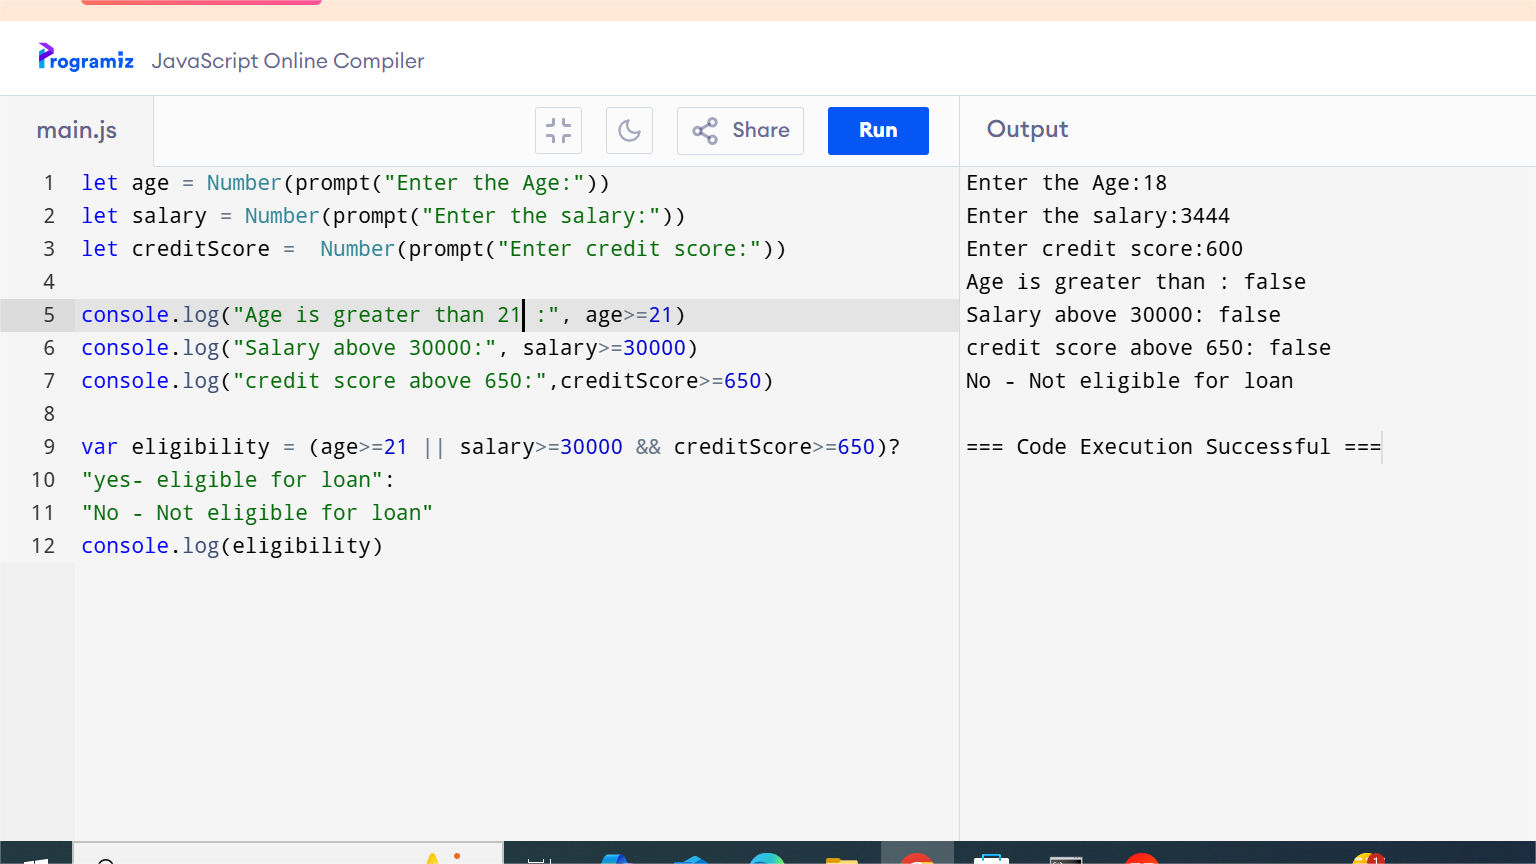 Programiz JavaScript Online Compiler
main.js
Share
Run
Output
1 let age = Number(prompt("Enter the Age:"))
2 let salary = Number(prompt("Enter the salary:"))
3 let creditScore =  Number(prompt("Enter credit score:"))
4
5 console.log("Age is greater than 21 :", age>=21)
6 console.log("Salary above 30000:", salary>=30000)
7 console.log("credit score above 650:",creditScore>=650)
8
9 var eligibility = (age>=21 || salary>=30000 && creditScore>=650)?
10 "yes- eligible for loan":
11 "No - Not eligible for loan"
12 console.log(eligibility)
Enter the Age:18
Enter the salary:3444
Enter credit score:600
Age is greater than : false
Salary above 30000: false
credit score above 650: false
No - Not eligible for loan
=== Code Execution Successful ===
1